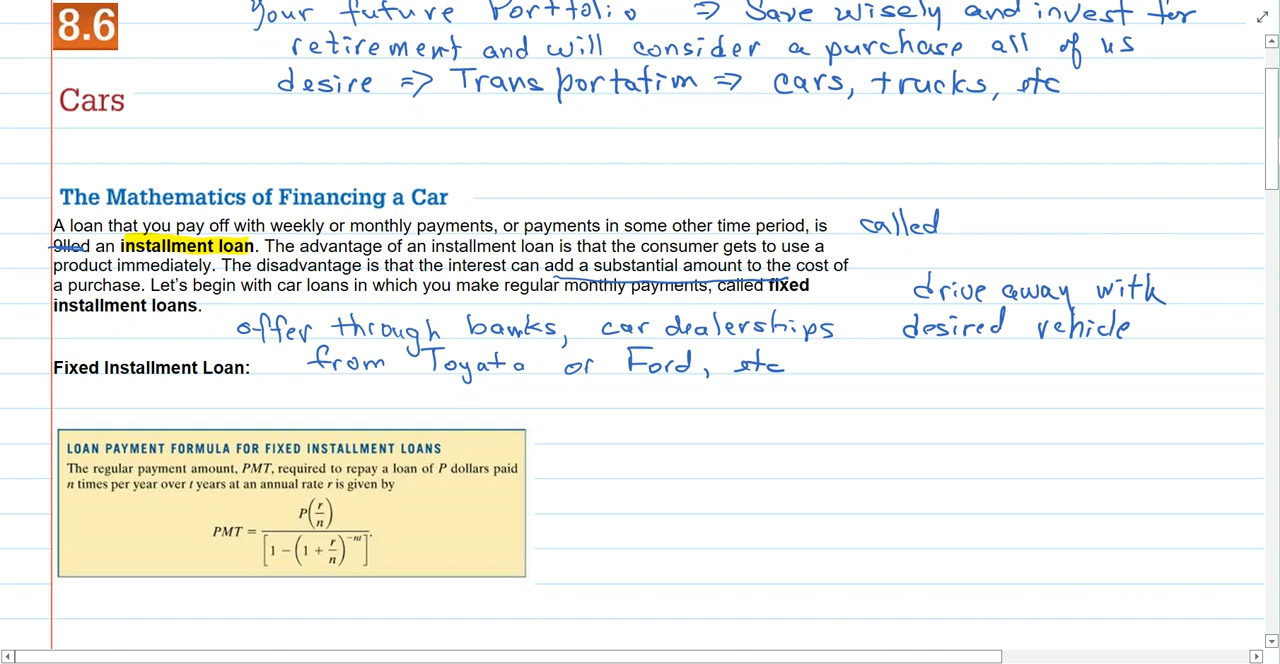 8.6
Your future Portfolio ⇒ Save wisely and invest for
retirement and will consider a purchase all of us
desire ⇒ Transportation ⇒ cars, trucks, etc
Cars
The Mathematics of Financing a Car
A loan that you pay off with weekly or monthly payments, or payments in some other time period, is called
9lled an installment loan. The advantage of an installment loan is that the consumer gets to use a
product immediately. The disadvantage is that the interest can add a substantial amount to the cost of
a purchase. Let's begin with car loans in which you make regular monthly payments, called fixed
installment loans.
drive away with
desired vehicle
offer through banks, car dealerships
from Toyata or Ford, etc
Fixed Installment Loan:
LOAN PAYMENT FORMULA FOR FIXED INSTALLMENT LOANS
The regular payment amount, PMT, required to repay a loan of P dollars paid
n times per year over t years at an annual rate r is given by
PMT = P(r/n) / [1 − (1 + r/n)^−nt].